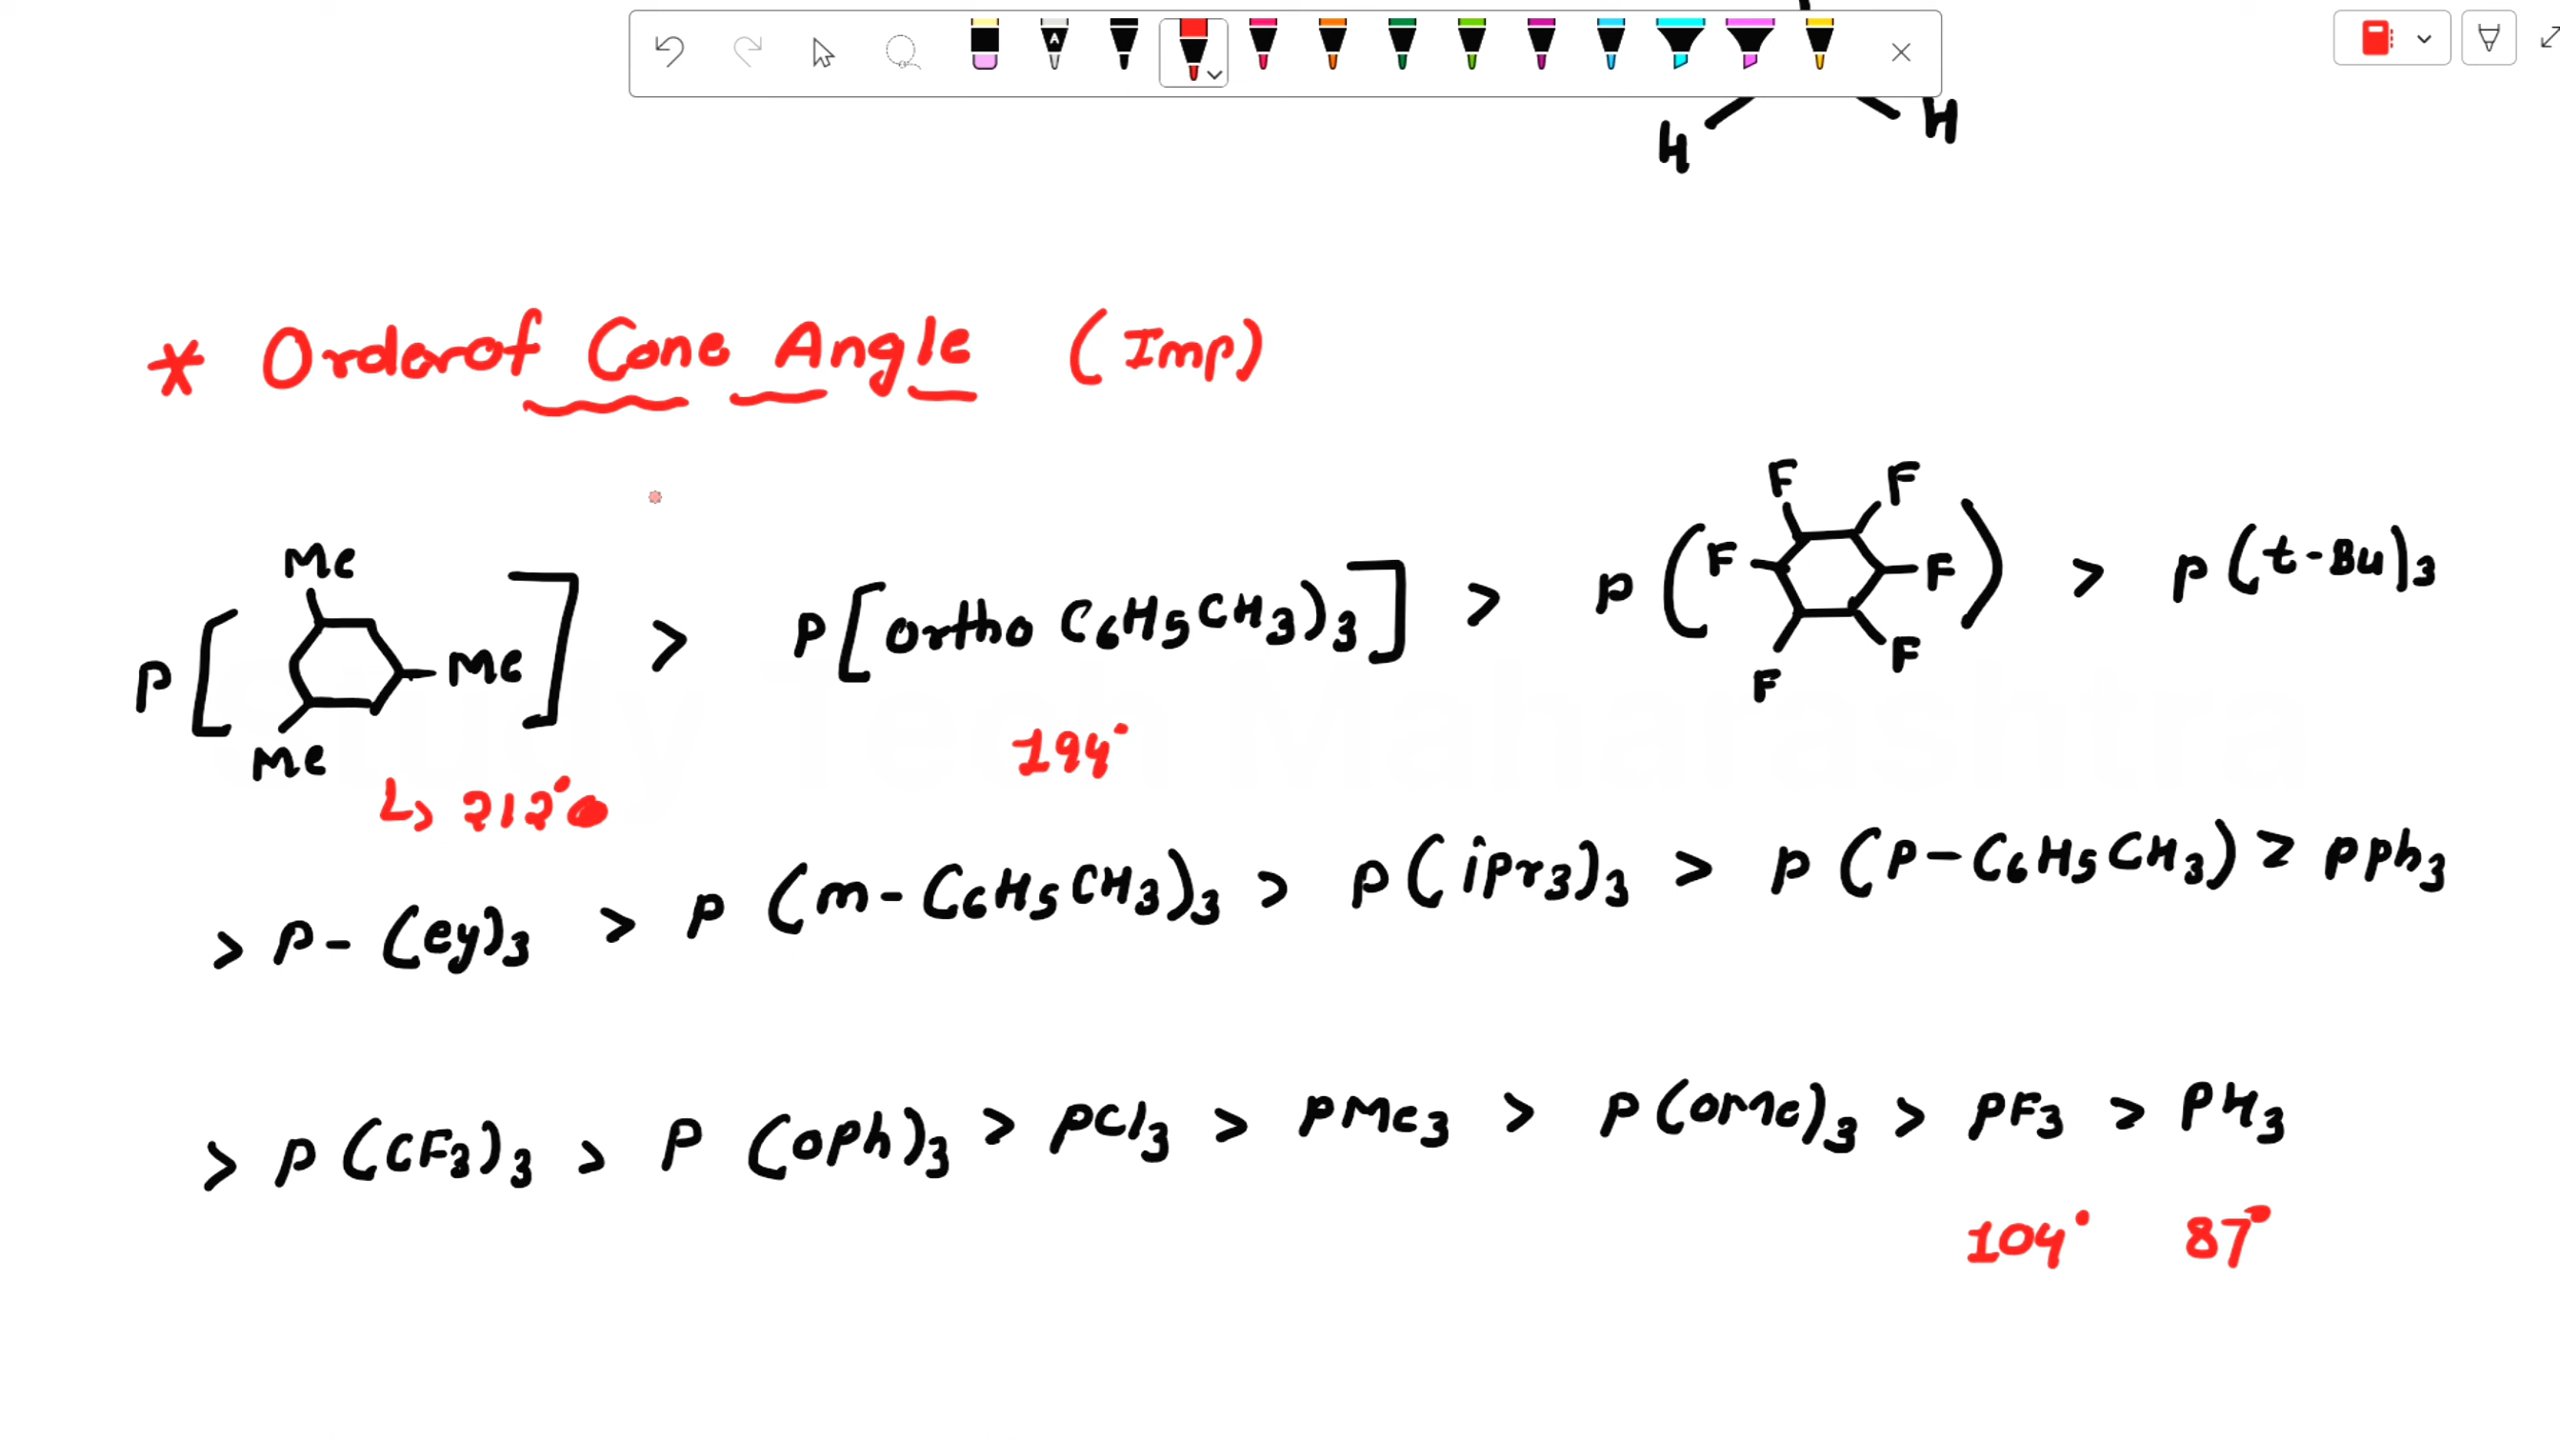 H H
* Order of Cone Angle (Imp)
P[ Me Me Me ] > P[ortho C6H5CH3)3] > P( F F F F F F ) > P(t-Bu)3
↳ 212° 194°
> P-(ey)3 > P (m-C6H5CH3)3 > P(iPr3)3 > P (P-C6H5CH3) ≥ PPh3
> P(CF3)3 > P (OPh)3 > PCl3 > PMe3 > P(OMe)3 > PF3 > PH3
104° 87°